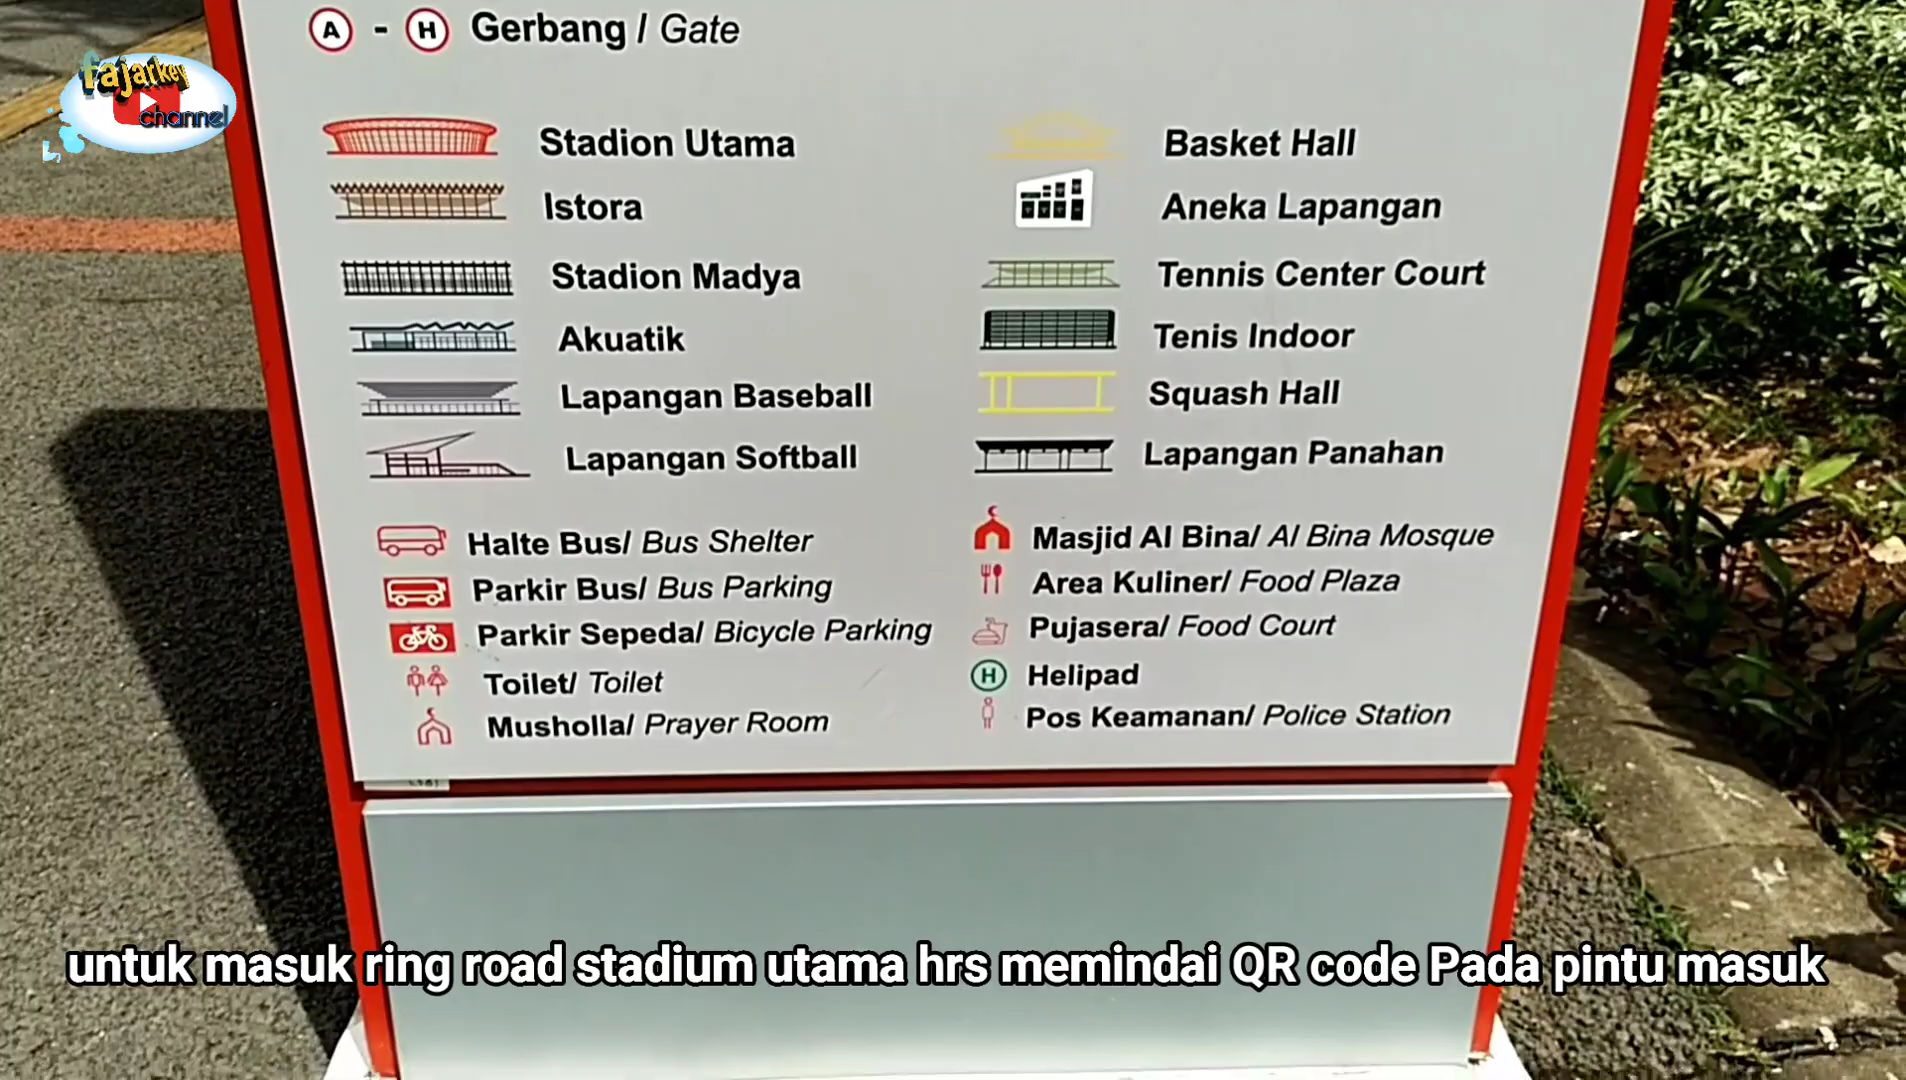 A - H Gerbang / Gate
fajarkey
channel
Stadion Utama
Istora
Stadion Madya
Akuatik
Lapangan Baseball
Lapangan Softball
Basket Hall
Aneka Lapangan
Tennis Center Court
Tenis Indoor
Squash Hall
Lapangan Panahan
Halte Bus/ Bus Shelter
Parkir Bus/ Bus Parking
Parkir Sepeda/ Bicycle Parking
Toilet/ Toilet
Musholla/ Prayer Room
Masjid Al Bina/ Al Bina Mosque
Area Kuliner/ Food Plaza
Pujasera/ Food Court
H Helipad
Pos Keamanan/ Police Station
untuk masuk ring road stadium utama hrs memindai QR code Pada pintu masuk